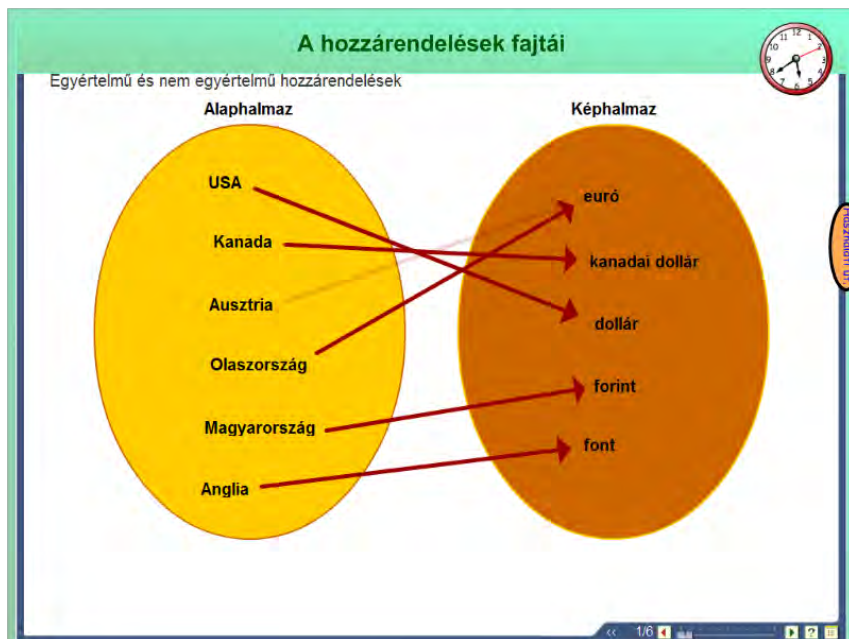 A hozzárendelések fajtái
Egyértelmű és nem egyértelmű hozzárendelések
Alaphalmaz
Képhalmaz
USA
Kanada
Ausztria
Olaszország
Magyarország
Anglia
euró
kanadai dollár
dollár
forint
font
1/6